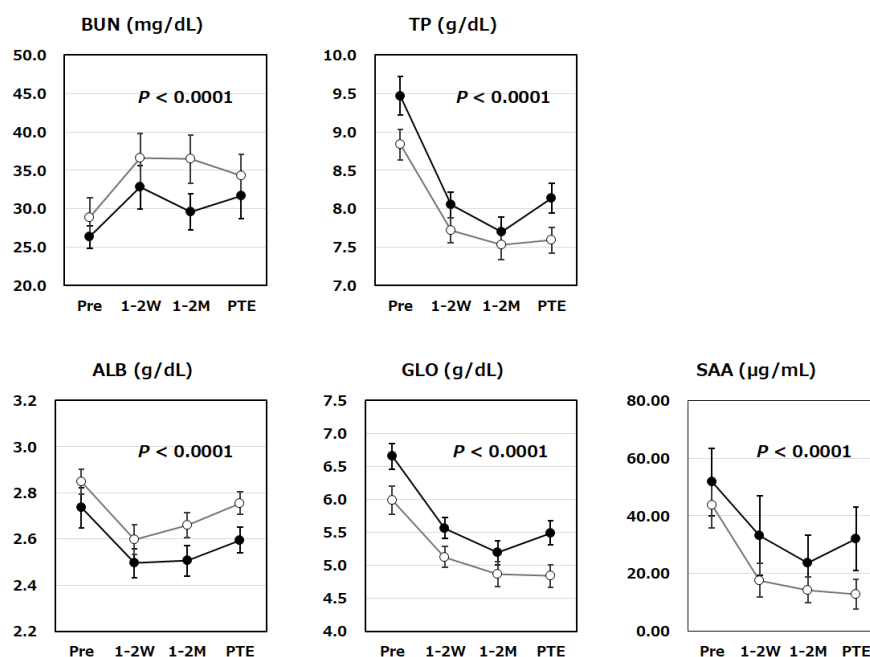 BUN (mg/dL)
50.0
45.0
40.0
35.0
30.0
25.0
20.0
P < 0.0001
Pre 1-2W 1-2M PTE
TP (g/dL)
10.0
9.5
9.0
8.5
8.0
7.5
7.0
P < 0.0001
Pre 1-2W 1-2M PTE
ALB (g/dL)
3.2
3.0
2.8
2.6
2.4
2.2
P < 0.0001
Pre 1-2W 1-2M PTE
GLO (g/dL)
7.5
7.0
6.5
6.0
5.5
5.0
4.5
4.0
P < 0.0001
Pre 1-2W 1-2M PTE
SAA (µg/mL)
80.00
60.00
40.00
20.00
0.00
P < 0.0001
Pre 1-2W 1-2M PTE